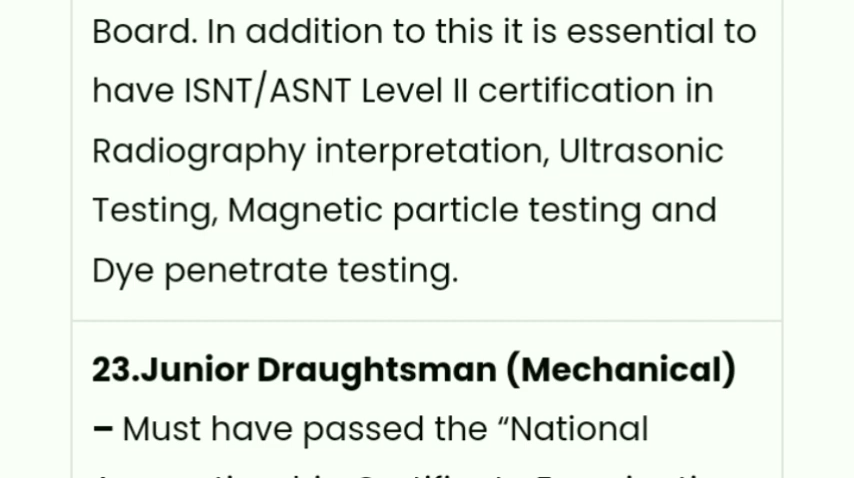 Board. In addition to this it is essential to
have ISNT/ASNT Level II certification in
Radiography interpretation, Ultrasonic
Testing, Magnetic particle testing and
Dye penetrate testing.
23.Junior Draughtsman (Mechanical)
– Must have passed the “National